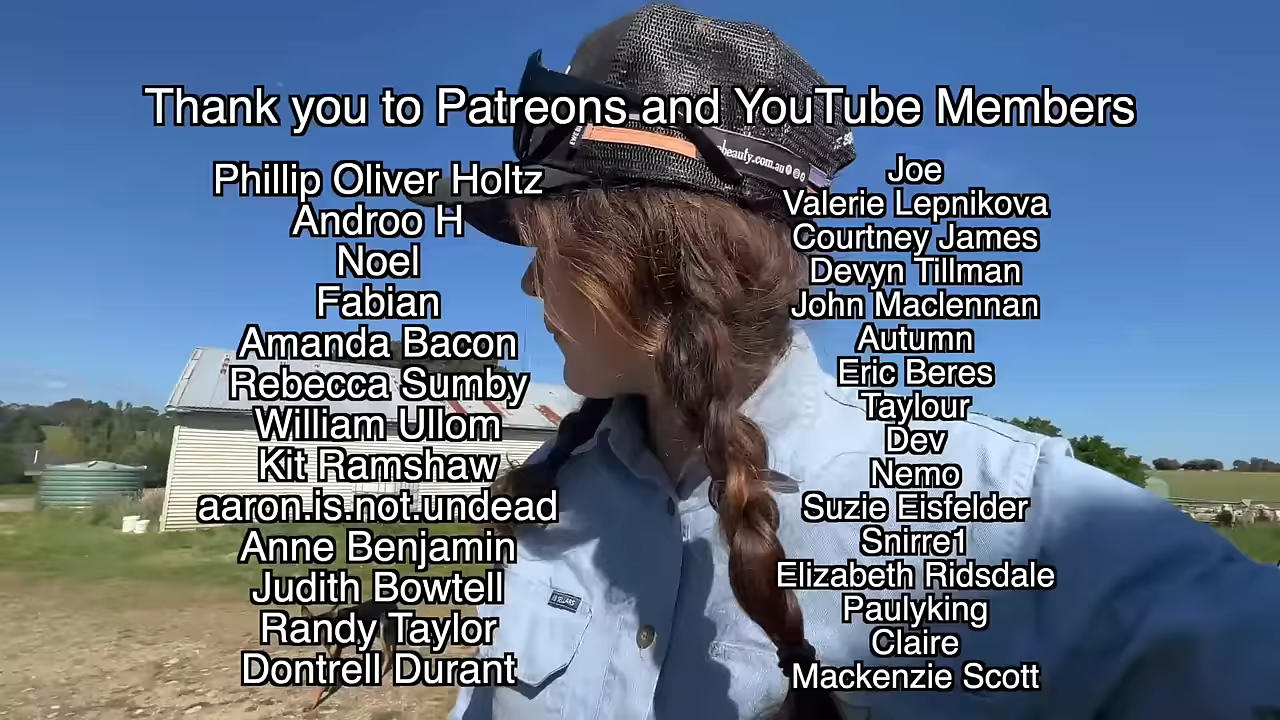 Thank you to Patreons and YouTube Members
Phillip Oliver Holtz
Androo H
Noel
Fabian
Amanda Bacon
Rebecca Sumby
William Ullom
Kit Ramshaw
aaron.is.not.undead
Anne Benjamin
Judith Bowtell
Randy Taylor
Dontrell Durant
Joe
Valerie Lepnikova
Courtney James
Devyn Tillman
John Maclennan
Autumn
Eric Beres
Taylour
Dev
Nemo
Suzie Eisfelder
Snirre1
Elizabeth Ridsdale
Paulyking
Claire
Mackenzie Scott
beauty.com.au